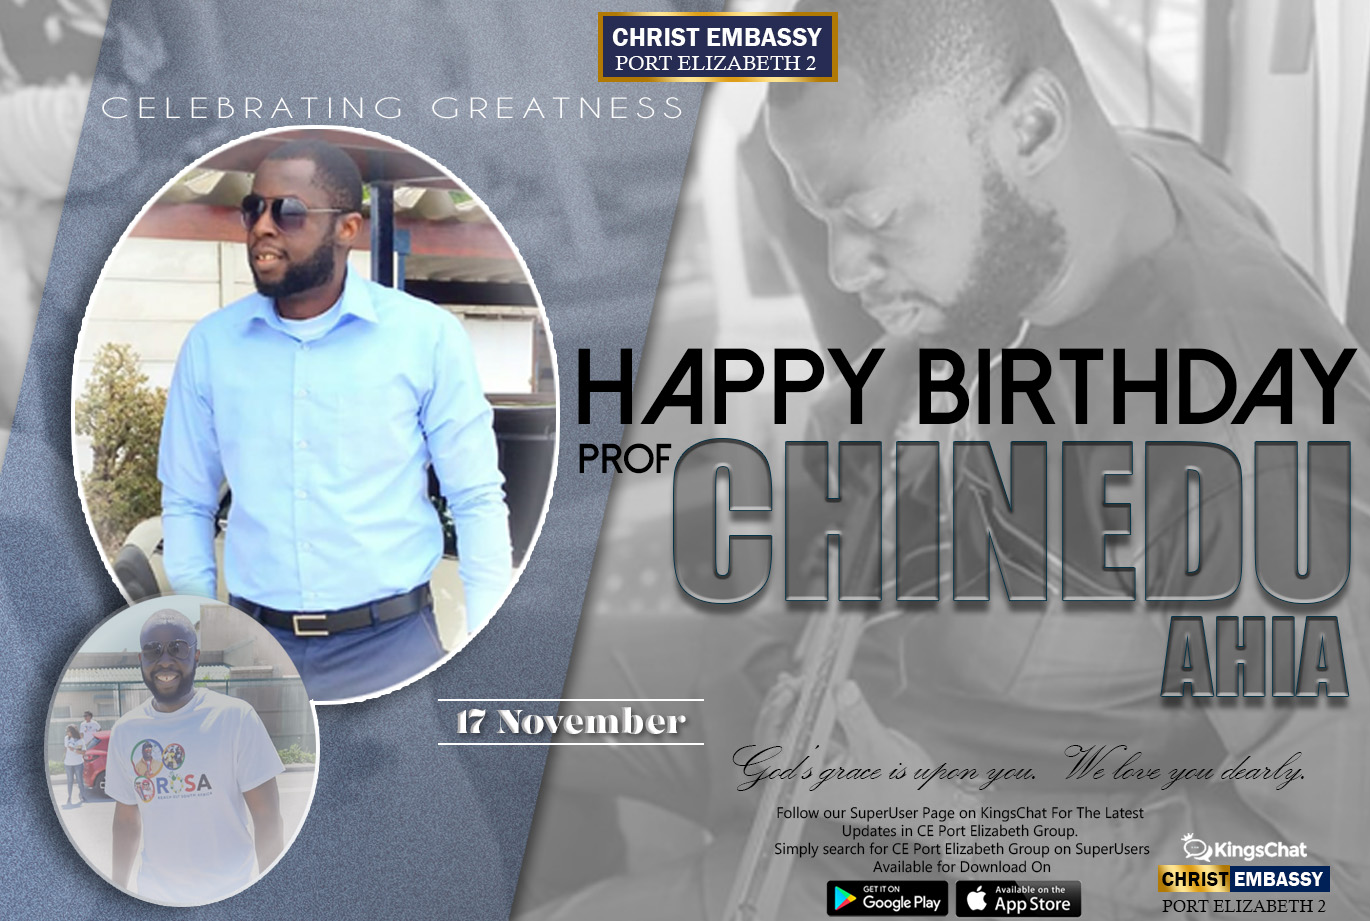 CHRIST EMBASSY
PORT ELIZABETH 2
CELEBRATING GREATNESS
HAPPY BIRTHDAY
PROF CHINEDU
AHIA
17 November
God's grace is upon you. We love you dearly.
Follow our SuperUser Page on KingsChat For The Latest
Updates in CE Port Elizabeth Group.
Simply search for CE Port Elizabeth Group on SuperUsers
Available for Download On
GET IT ON
Google Play
Available on the
App Store
KingsChat
CHRIST EMBASSY
PORT ELIZABETH 2
ROSA